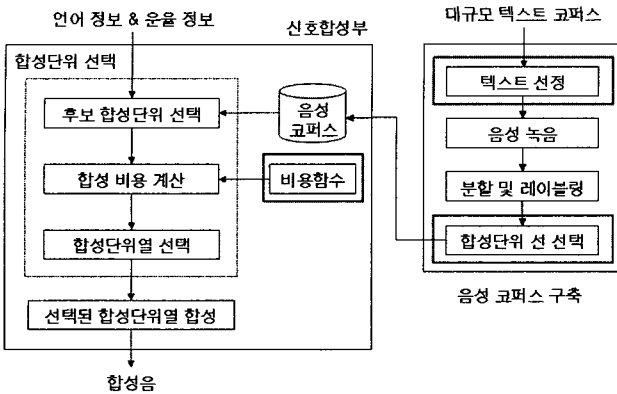 언어 정보 & 운율 정보
신호합성부
합성단위 선택
후보 합성단위 선택
음성
코퍼스
합성 비용 계산
비용함수
합성단위열 선택
선택된 합성단위열 합성
합성음
대규모 텍스트 코퍼스
텍스트 선정
음성 녹음
분할 및 레이블링
합성단위 선 선택
음성 코퍼스 구축